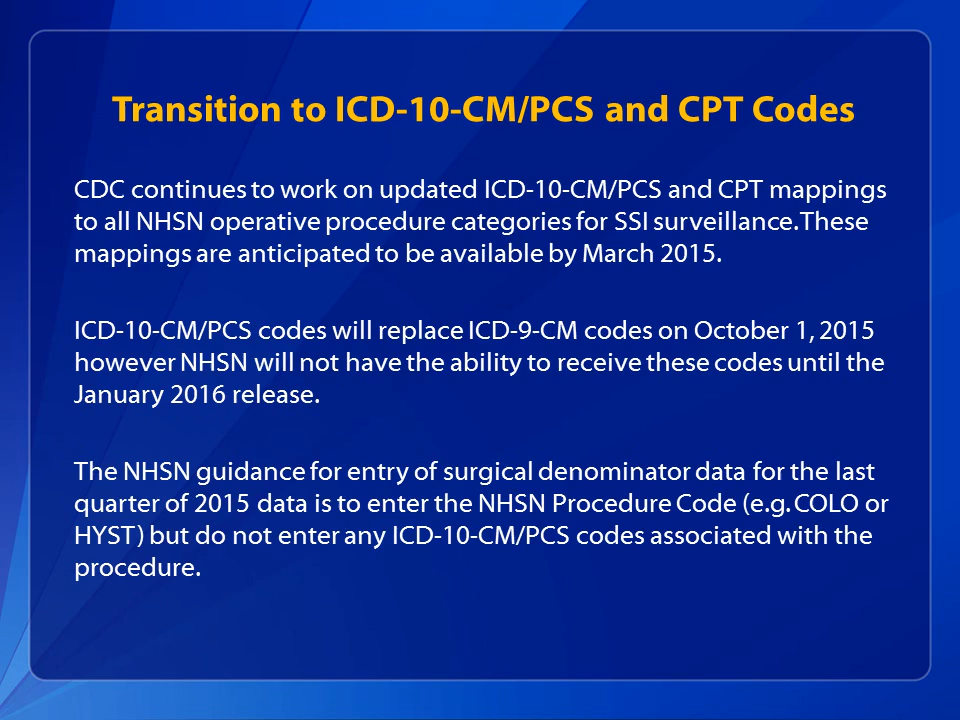 Transition to ICD-10-CM/PCS and CPT Codes
CDC continues to work on updated ICD-10-CM/PCS and CPT mappings
to all NHSN operative procedure categories for SSI surveillance.These
mappings are anticipated to be available by March 2015.
ICD-10-CM/PCS codes will replace ICD-9-CM codes on October 1, 2015
however NHSN will not have the ability to receive these codes until the
January 2016 release.
The NHSN guidance for entry of surgical denominator data for the last
quarter of 2015 data is to enter the NHSN Procedure Code (e.g. COLO or
HYST) but do not enter any ICD-10-CM/PCS codes associated with the
procedure.